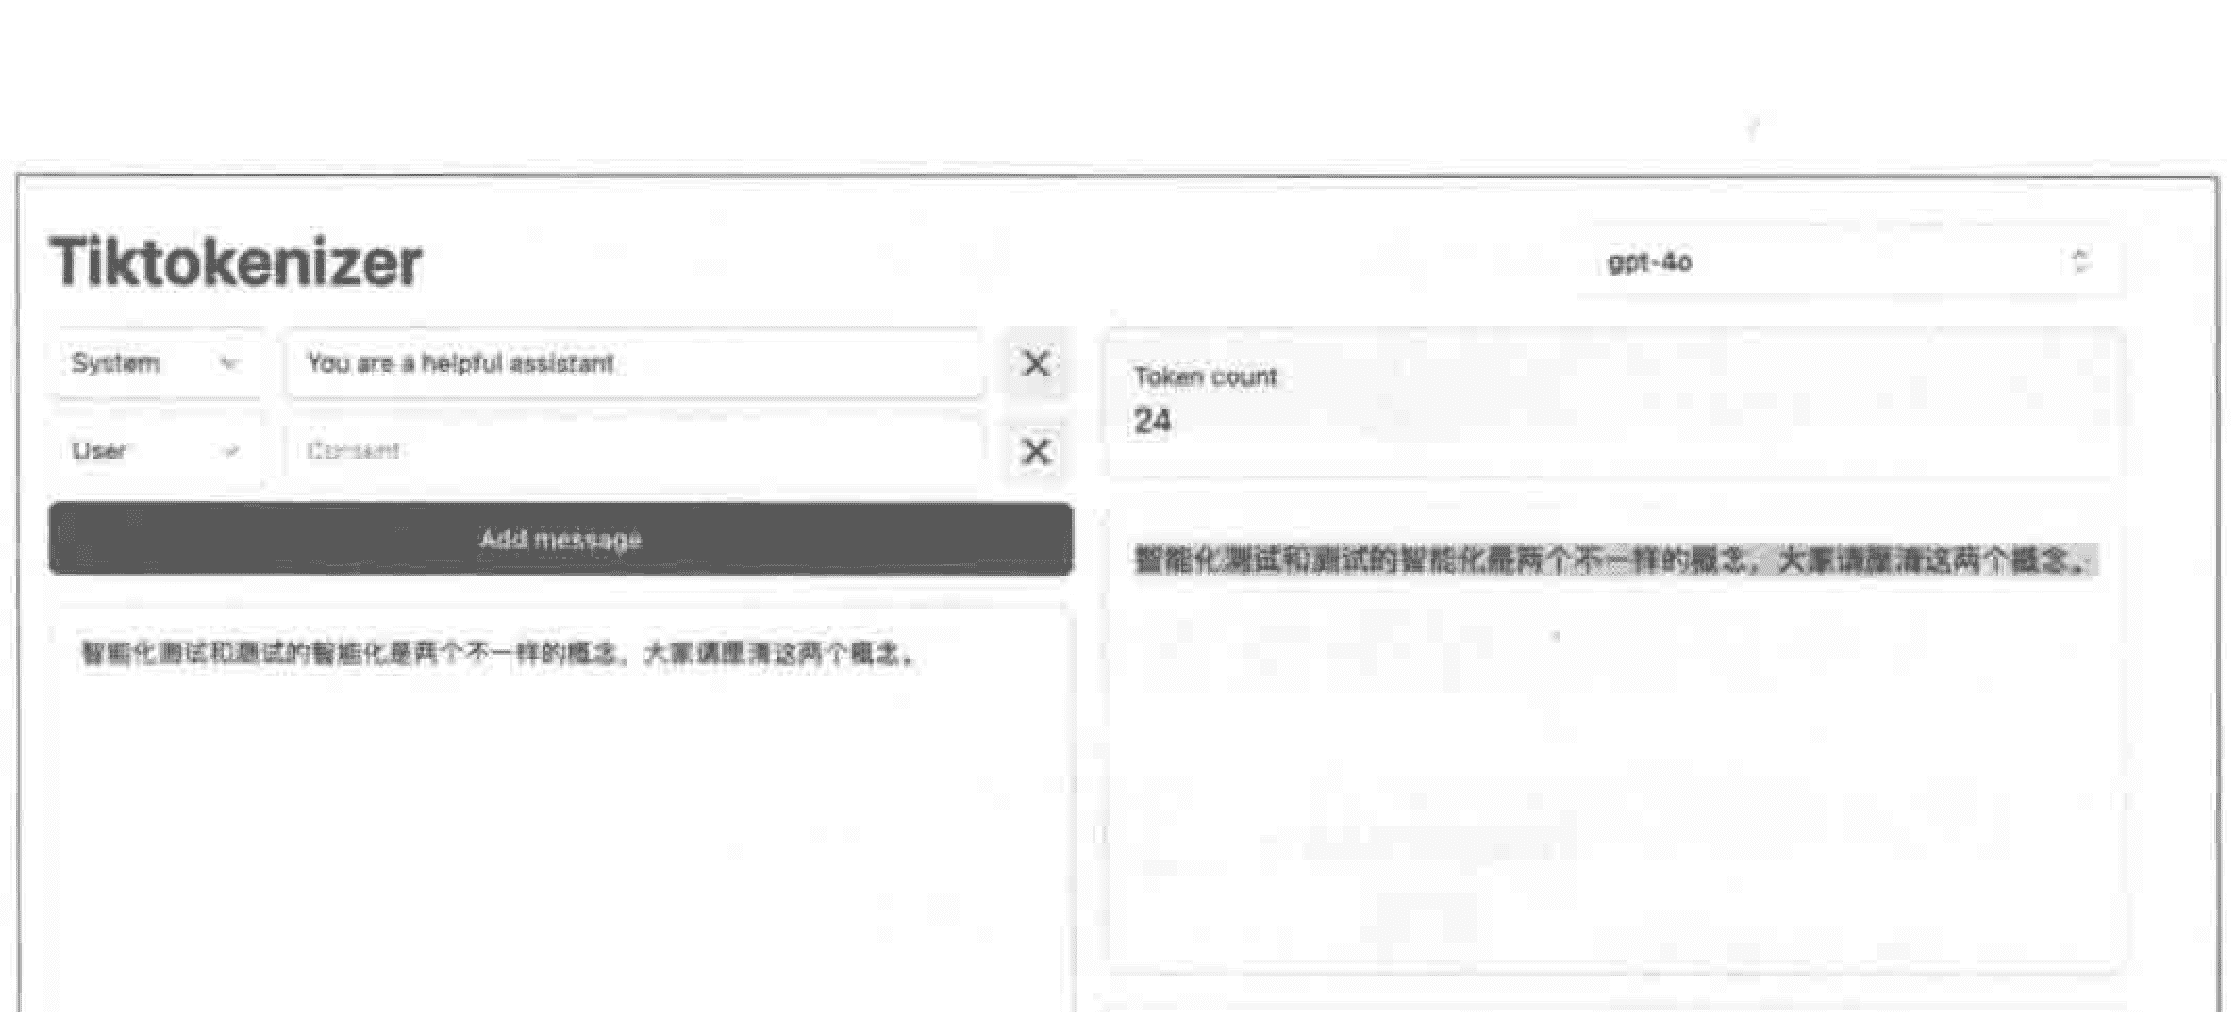 Tiktokenizer
gpt-4o
System
You are a helpful assistant
User
Content
Add message
Token count
24
智能化测试和测试的智能化是两个不一样的概念，大家请厘清这两个概念。
智能化测试和测试的智能化是两个不一样的概念，大家请厘清这两个概念。